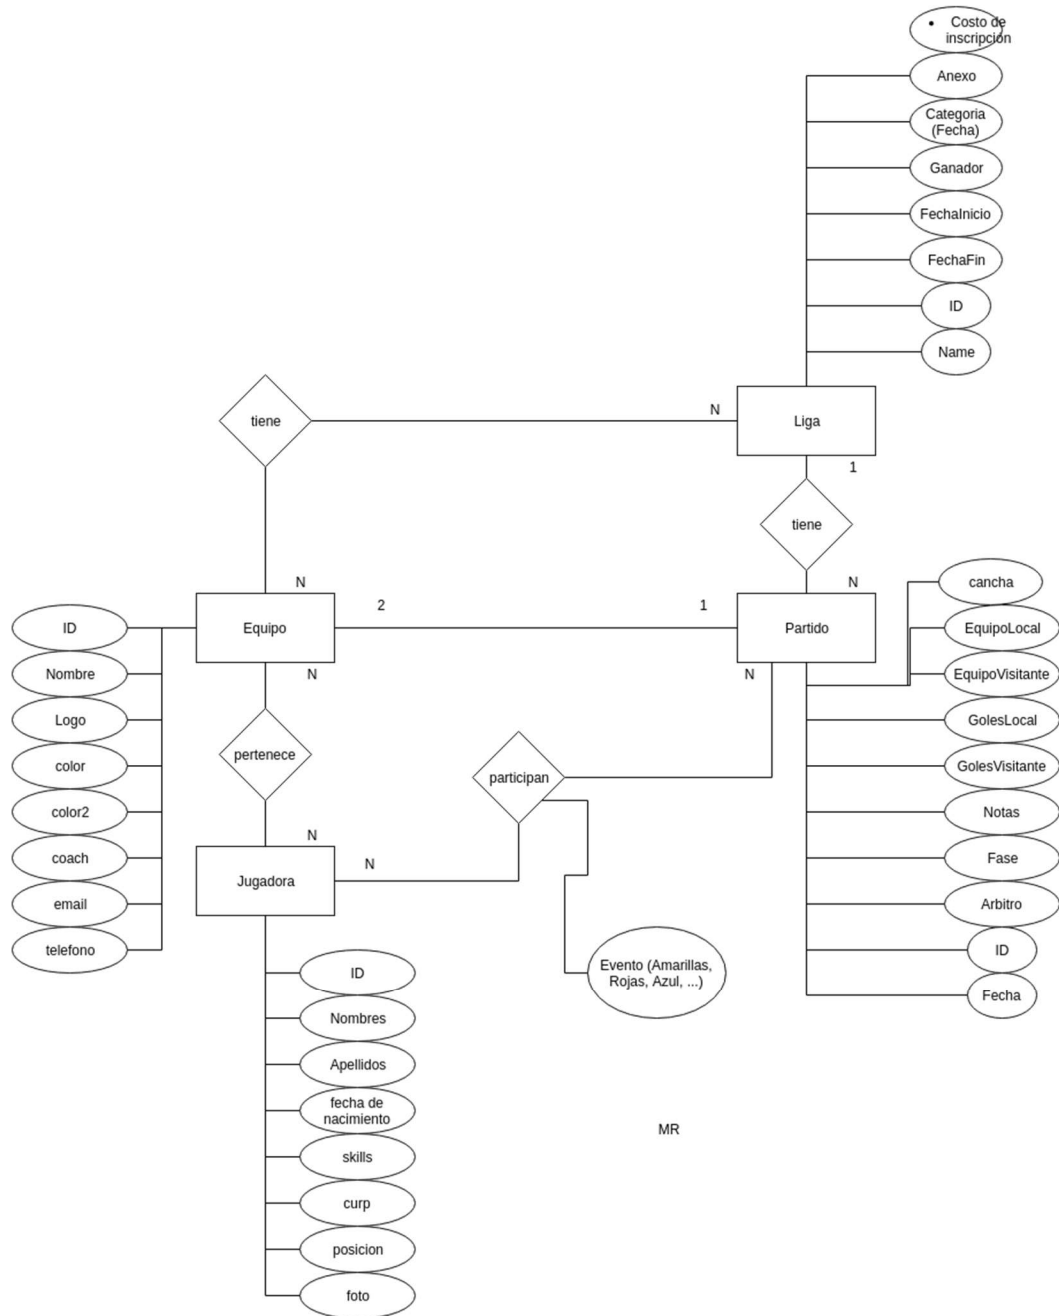 • Costo de
inscripción
Anexo
Categoria
(Fecha)
Ganador
FechaInicio
FechaFin
ID
Name
tiene
N
Liga
1
tiene
N
N
cancha
2
1
Equipo
Partido
ID
Nombre
Logo
color
color2
coach
email
telefono
EquipoLocal
EquipoVisitante
GolesLocal
GolesVisitante
Notas
Fase
Arbitro
ID
Fecha
N
N
pertenece
participan
N
N
Jugadora
Evento (Amarillas,
Rojas, Azul, ...)
ID
Nombres
Apellidos
fecha de
nacimiento
skills
curp
posicion
foto
MR